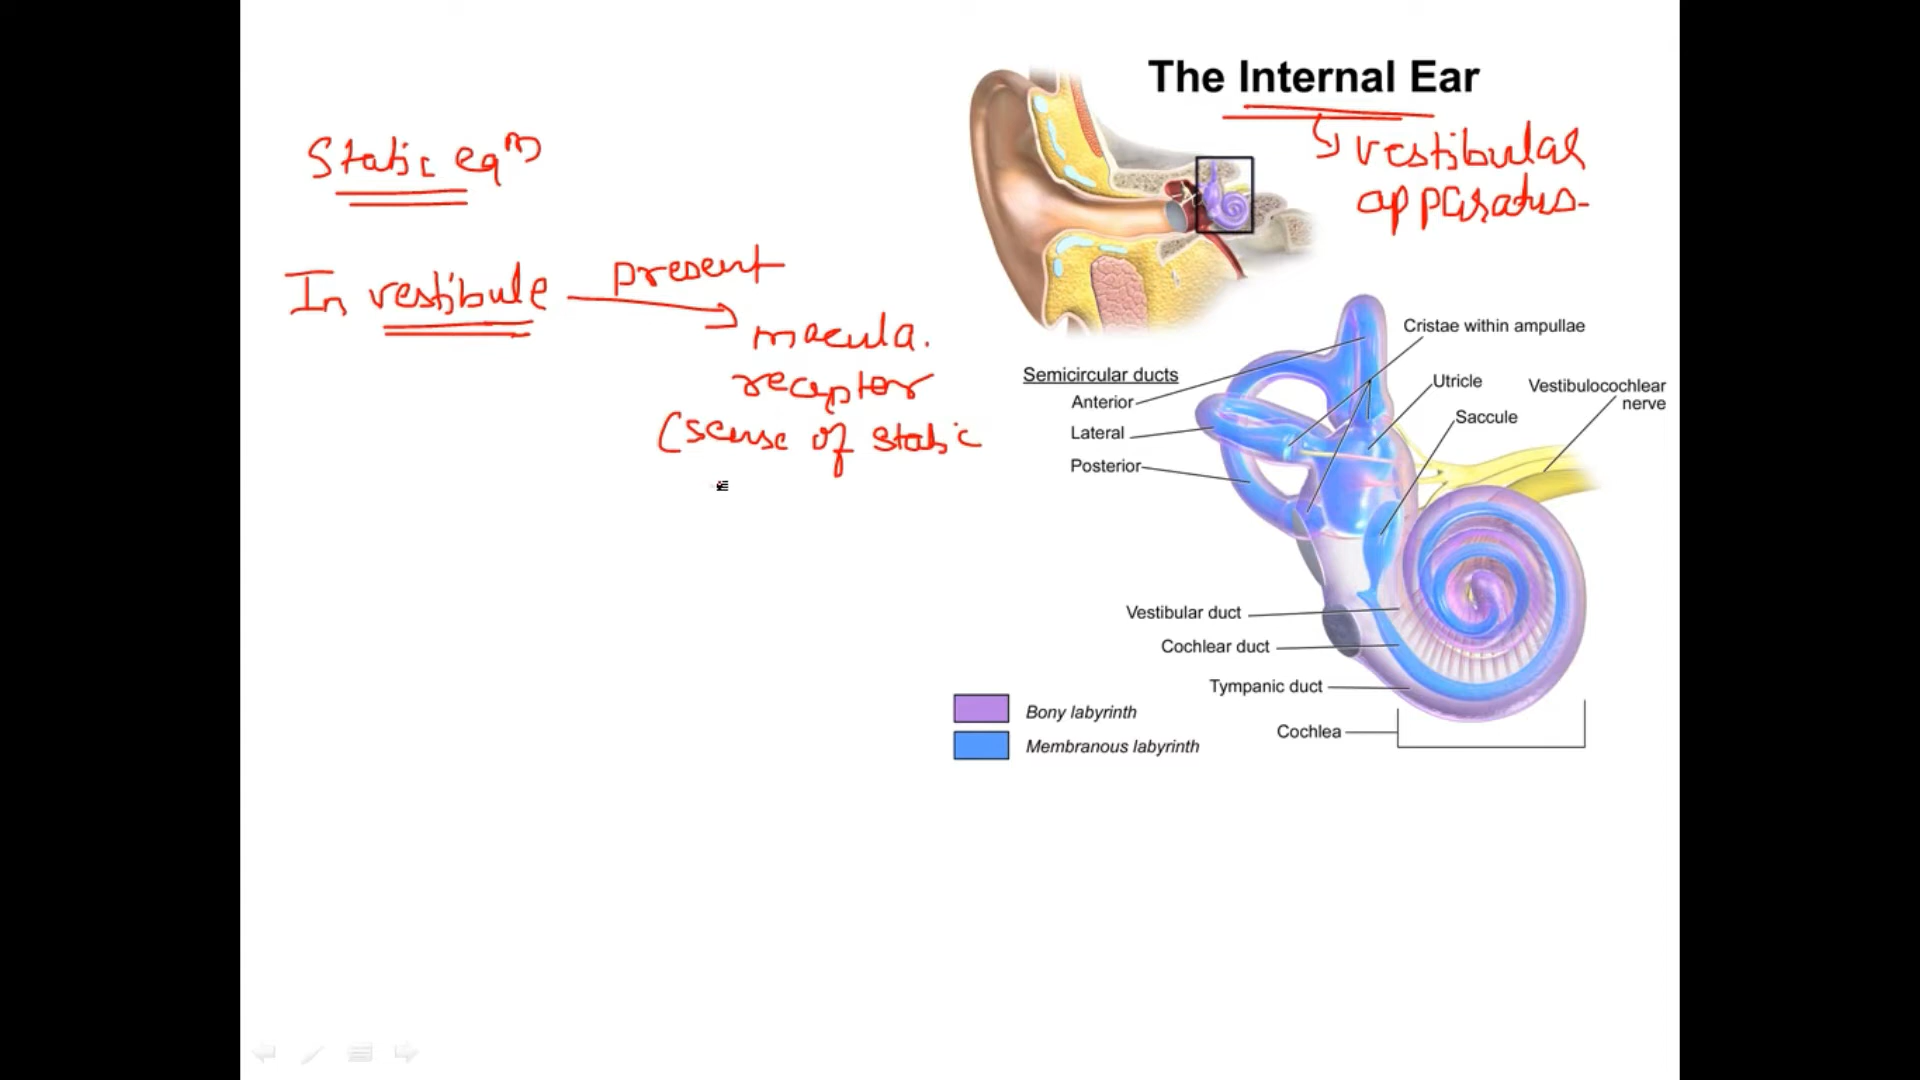 The Internal Ear
vestibular
apparatus-
Static eqm
In vestibule present
macula.
receptor
(sense of static
Cristae within ampullae
Semicircular ducts
Utricle
Vestibulocochlear
nerve
Anterior
Saccule
Lateral
Posterior
Vestibular duct
Cochlear duct
Tympanic duct
Bony labyrinth
Cochlea
Membranous labyrinth